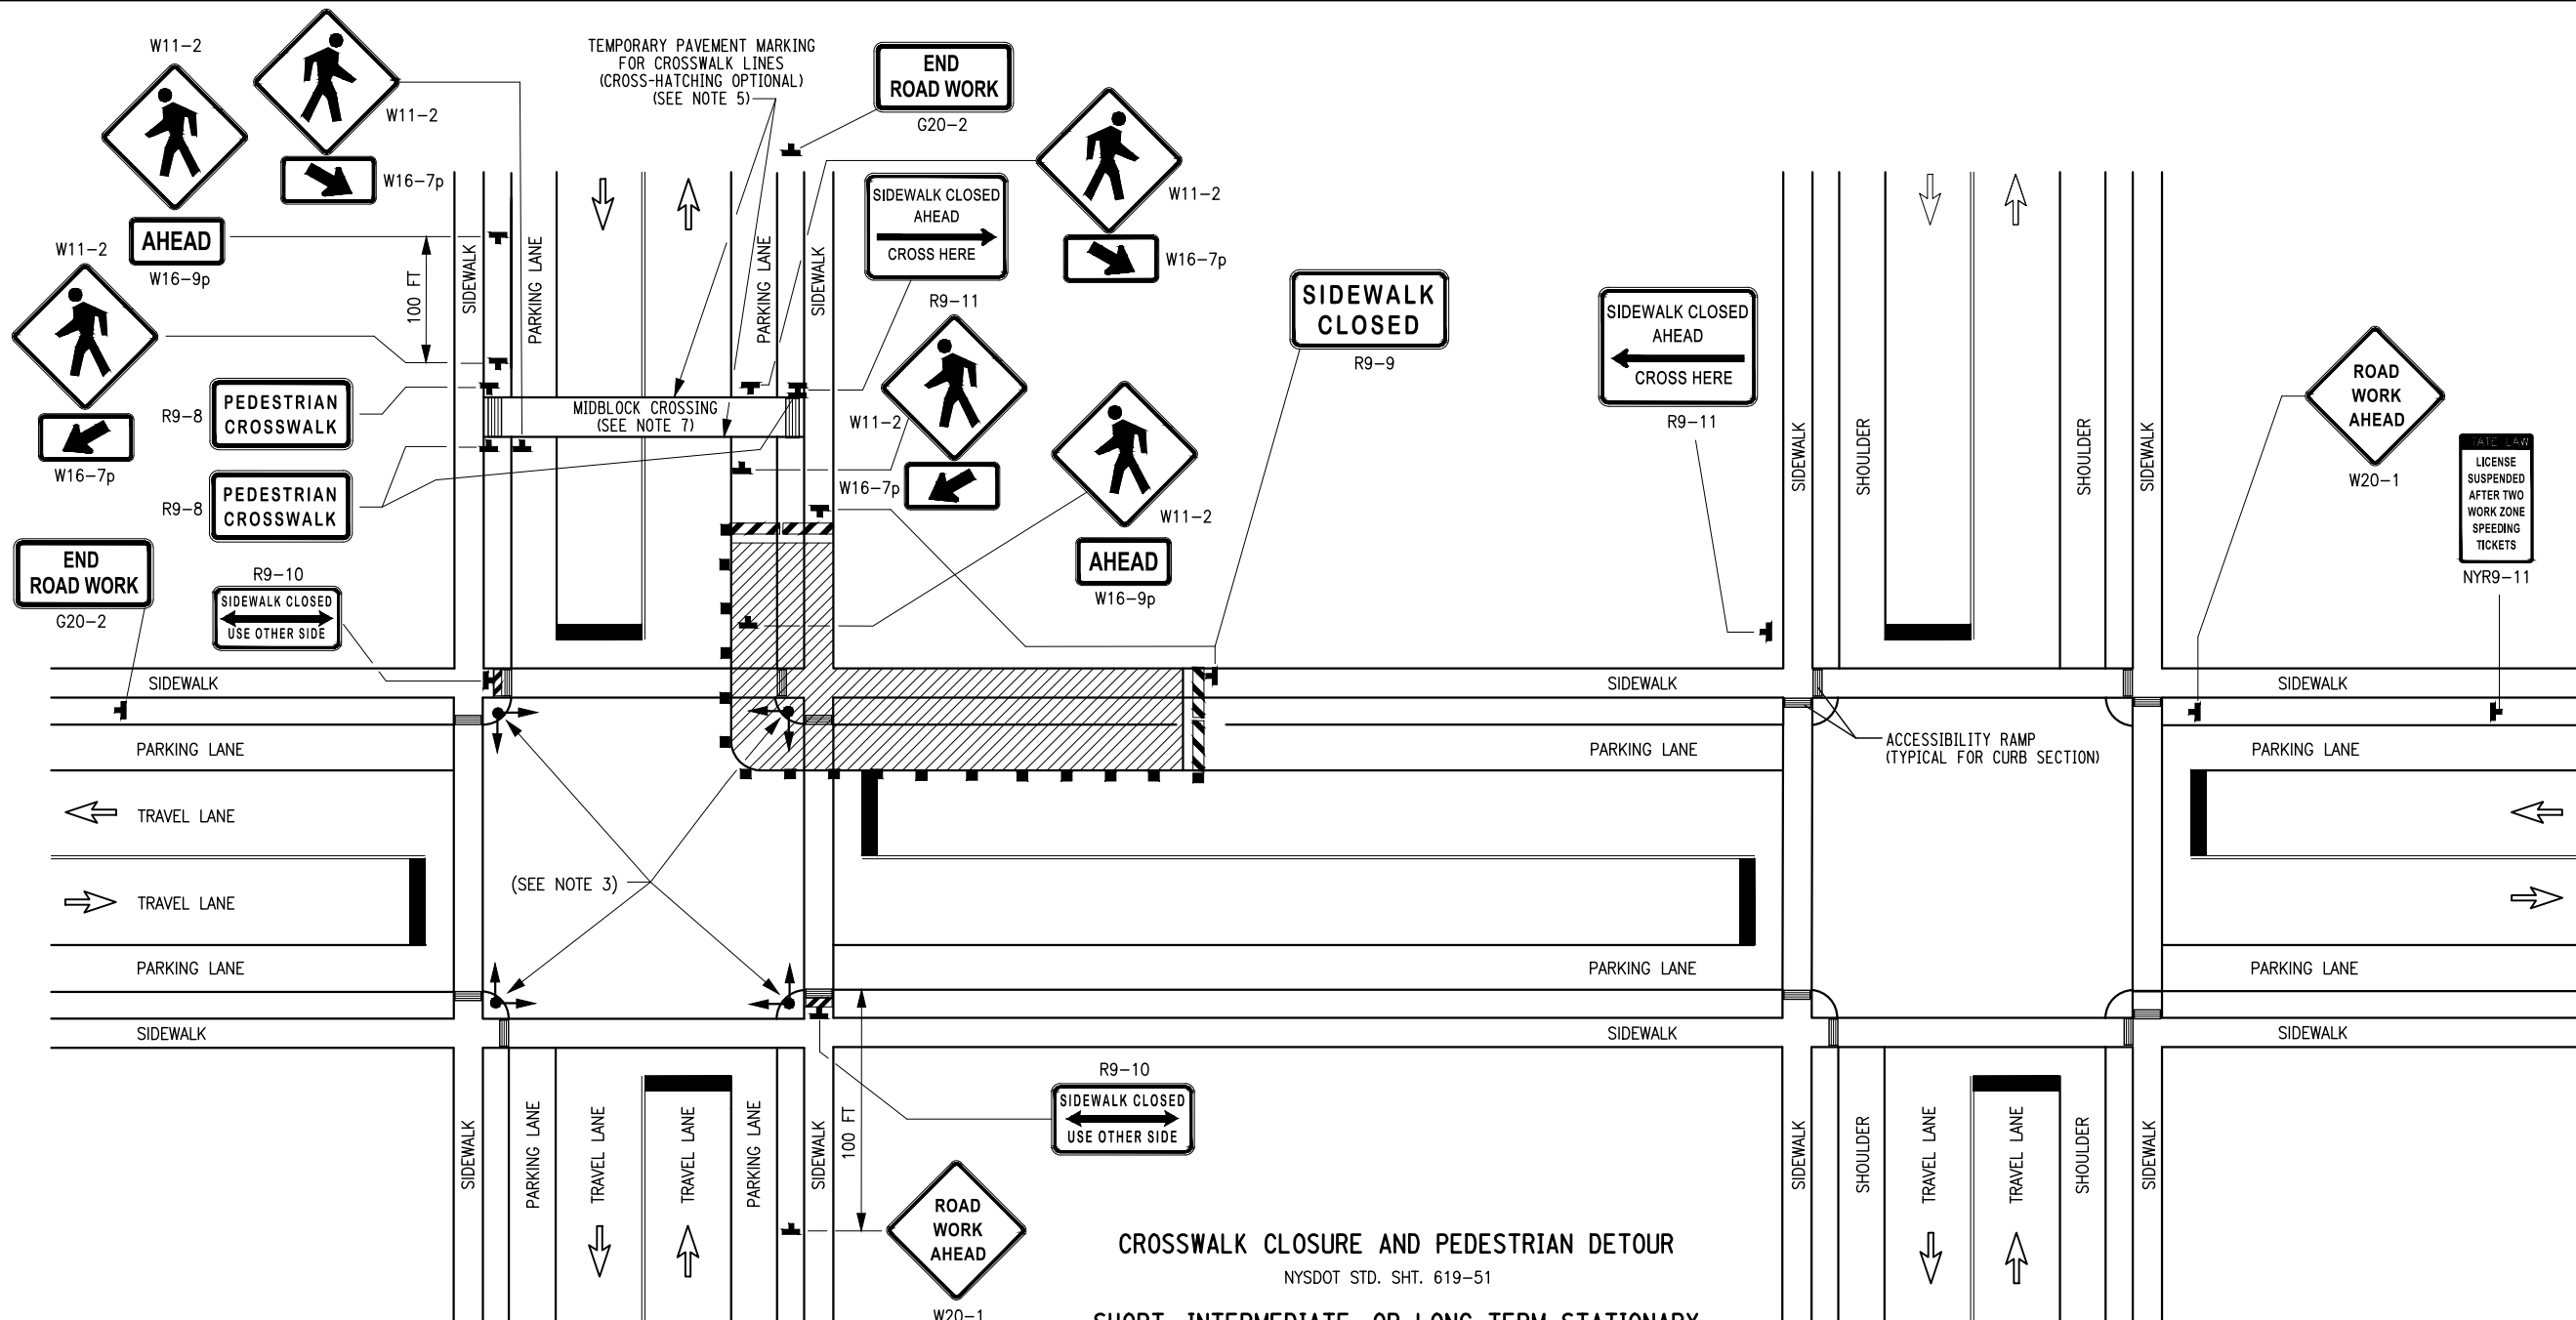 W11-2
W11-2
W16-7p
AHEAD
W16-9p
W11-2
W16-7p
100 FT
SIDEWALK
PARKING LANE
TEMPORARY PAVEMENT MARKING
FOR CROSSWALK LINES
(CROSS-HATCHING OPTIONAL)
(SEE NOTE 5)
END
ROAD WORK
G20-2
W11-2
W16-7p
SIDEWALK CLOSED
AHEAD
CROSS HERE
R9-11
PARKING LANE
SIDEWALK
R9-8
PEDESTRIAN
CROSSWALK
R9-8
PEDESTRIAN
CROSSWALK
MIDBLOCK CROSSING
(SEE NOTE 7)
W11-2
W16-7p
W11-2
AHEAD
W16-9p
SIDEWALK
CLOSED
R9-9
SIDEWALK CLOSED
AHEAD
CROSS HERE
R9-11
SIDEWALK
SHOULDER
SHOULDER
SIDEWALK
ROAD
WORK
AHEAD
W20-1
TATE LAW
LICENSE
SUSPENDED
AFTER TWO
WORK ZONE
SPEEDING
TICKETS
NYR9-11
END
ROAD WORK
G20-2
R9-10
SIDEWALK CLOSED
USE OTHER SIDE
SIDEWALK
SIDEWALK
SIDEWALK
PARKING LANE
PARKING LANE
ACCESSIBILITY RAMP
(TYPICAL FOR CURB SECTION)
PARKING LANE
TRAVEL LANE
(SEE NOTE 3)
TRAVEL LANE
PARKING LANE
PARKING LANE
PARKING LANE
SIDEWALK
SIDEWALK
SIDEWALK
SIDEWALK
PARKING LANE
TRAVEL LANE
TRAVEL LANE
PARKING LANE
SIDEWALK
100 FT
R9-10
SIDEWALK CLOSED
USE OTHER SIDE
ROAD
WORK
AHEAD
W20-1
SIDEWALK
SHOULDER
TRAVEL LANE
TRAVEL LANE
SHOULDER
SIDEWALK
CROSSWALK CLOSURE AND PEDESTRIAN DETOUR
NYSDOT STD. SHT. 619-51
SHORT, INTERMEDIATE, OR LONG TERM STATIONARY